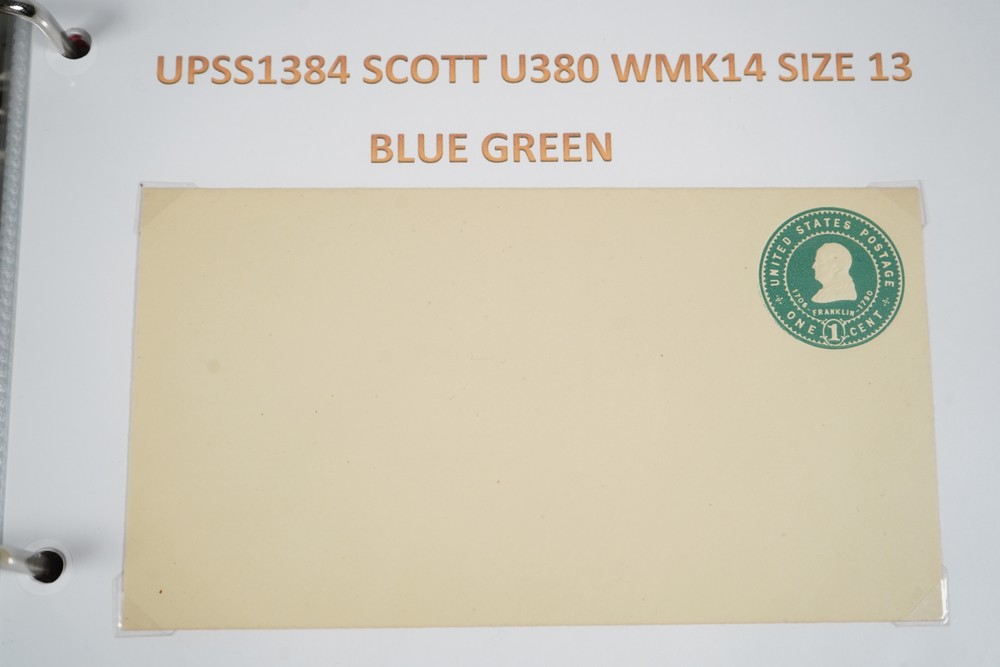 UPSS1384 SCOTT U380 WMK14 SIZE 13
BLUE GREEN
UNITED STATES POSTAGE
1706 - FRANKLIN - 1790
ONE 1 CENT